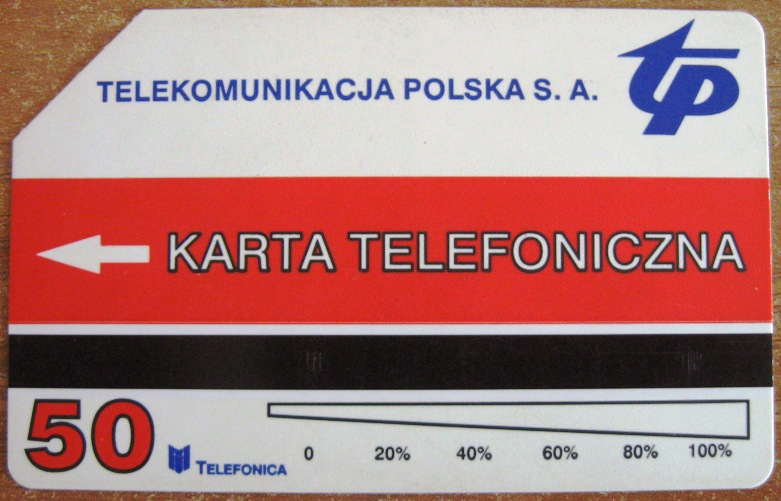 TELEKOMUNIKACJA POLSKA S. A.
tp
KARTA TELEFONICZNA
50
TELEFONICA
0 20% 40% 60% 80% 100%